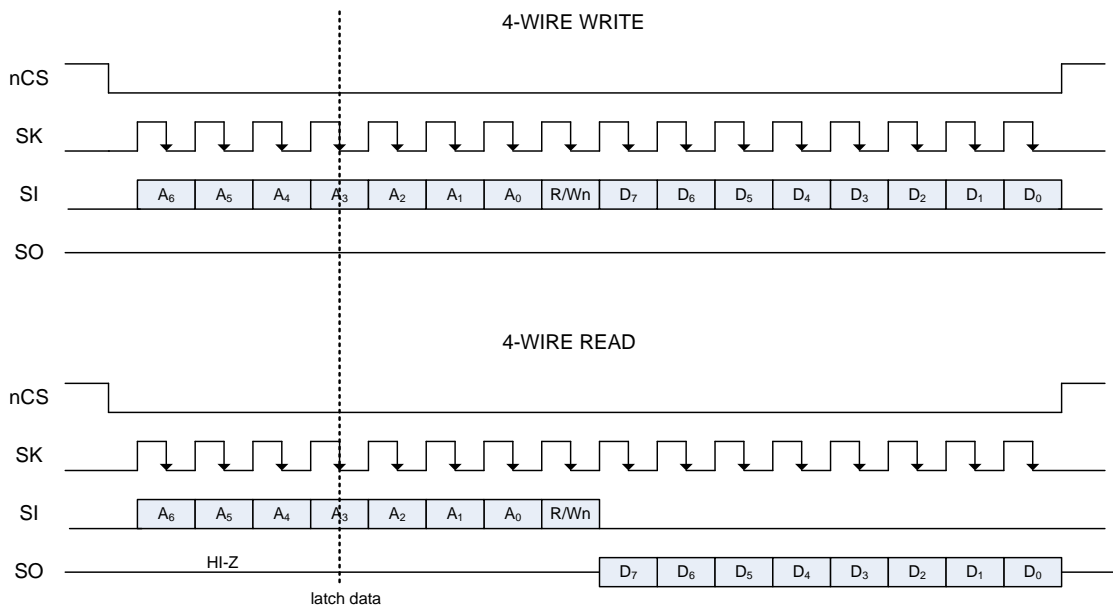 4-WIRE WRITE
nCS
SK
SI A₆ A₅ A₄ A₃ A₂ A₁ A₀ R/Wn D₇ D₆ D₅ D₄ D₃ D₂ D₁ D₀
SO
4-WIRE READ
nCS
SK
SI A₆ A₅ A₄ A₃ A₂ A₁ A₀ R/Wn
SO HI-Z D₇ D₆ D₅ D₄ D₃ D₂ D₁ D₀
latch data